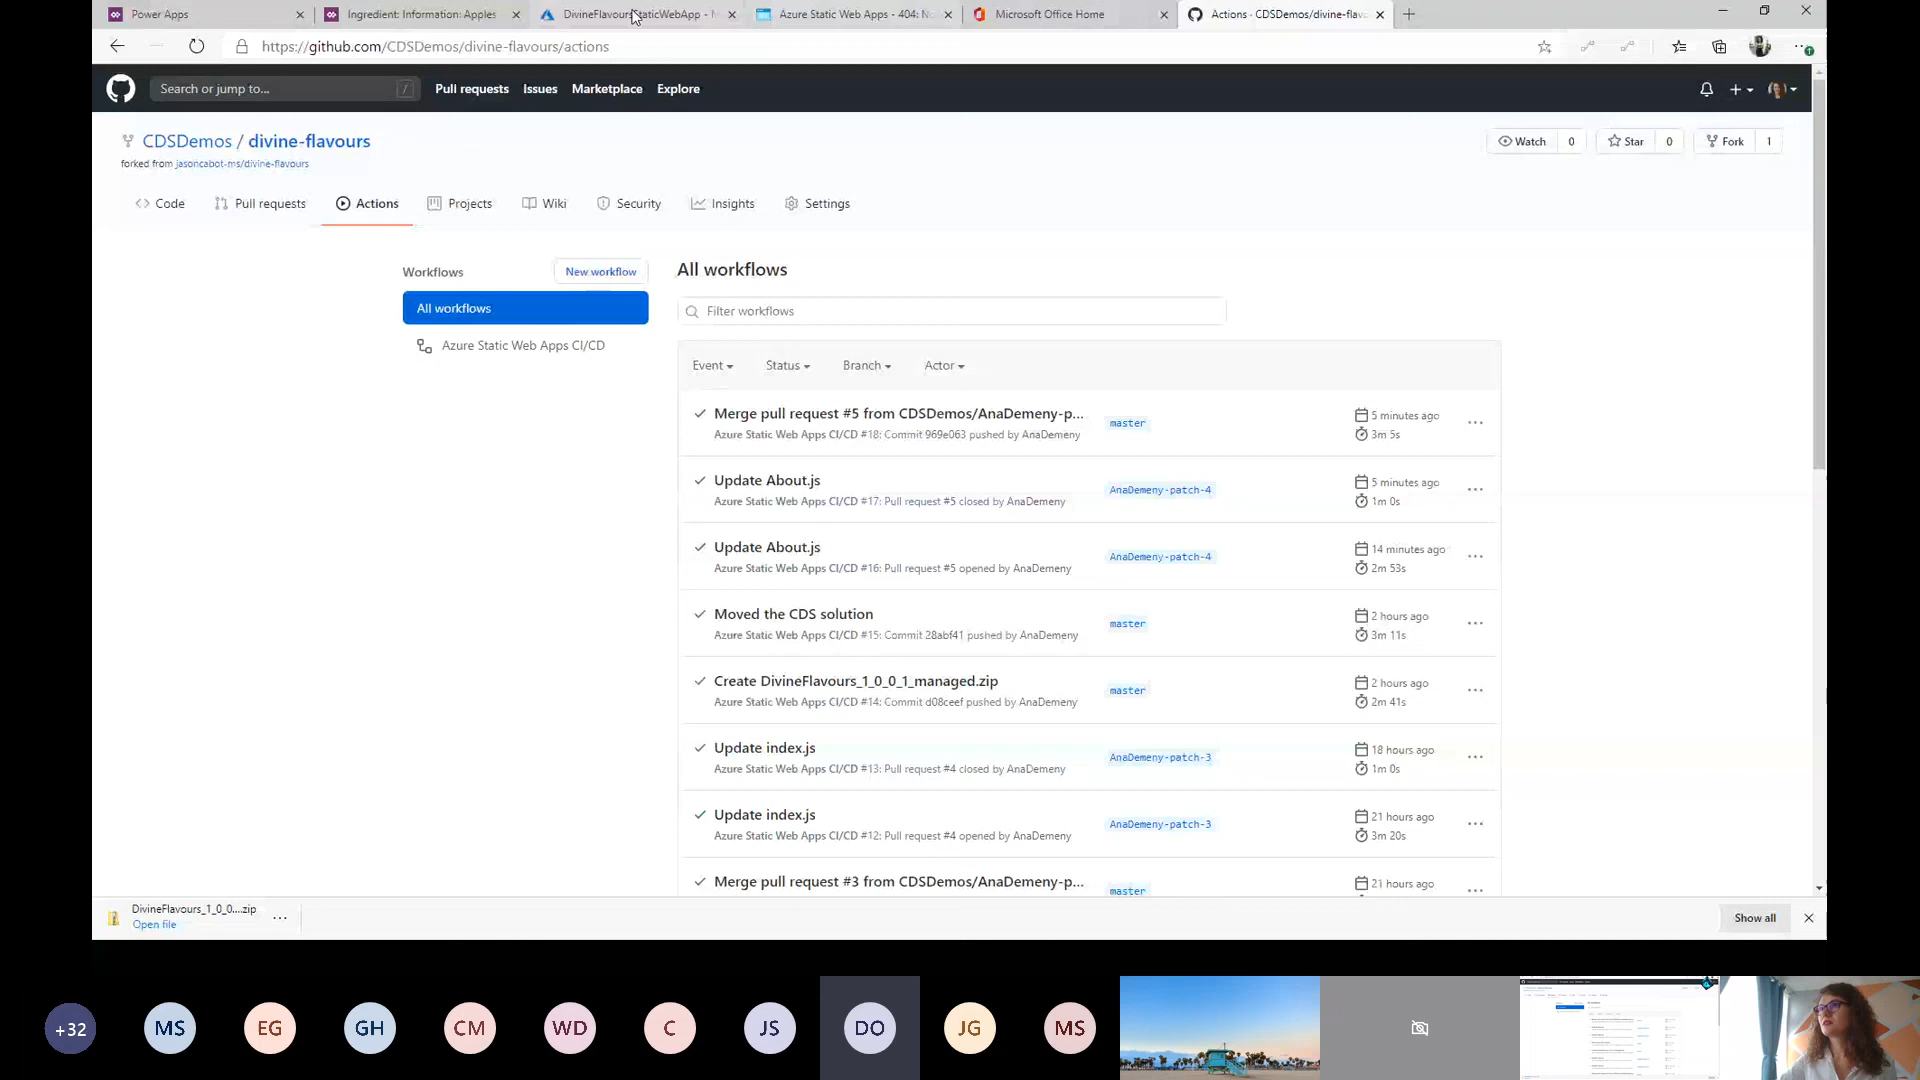 Power Apps
Ingredient: Information: Apples
DivineFlavoursStaticWebApp - M
Azure Static Web Apps - 404: No
Microsoft Office Home
Actions · CDSDemos/divine-flavo
https://github.com/CDSDemos/divine-flavours/actions
Search or jump to...
/
Pull requests
Issues
Marketplace
Explore
CDSDemos / divine-flavours
forked from jasoncabot-ms/divine-flavours
Watch 0
Star 0
Fork 1
Code
Pull requests
Actions
Projects
Wiki
Security
Insights
Settings
Workflows
New workflow
All workflows
Azure Static Web Apps CI/CD
All workflows
Filter workflows
Event
Status
Branch
Actor
Merge pull request #5 from CDSDemos/AnaDemeny-p...
Azure Static Web Apps CI/CD #18: Commit 969e063 pushed by AnaDemeny
master
5 minutes ago
3m 5s
Update About.js
Azure Static Web Apps CI/CD #17: Pull request #5 closed by AnaDemeny
AnaDemeny-patch-4
5 minutes ago
1m 0s
Update About.js
Azure Static Web Apps CI/CD #16: Pull request #5 opened by AnaDemeny
AnaDemeny-patch-4
14 minutes ago
2m 53s
Moved the CDS solution
Azure Static Web Apps CI/CD #15: Commit 28abf41 pushed by AnaDemeny
master
2 hours ago
3m 11s
Create DivineFlavours_1_0_0_1_managed.zip
Azure Static Web Apps CI/CD #14: Commit d08ceef pushed by AnaDemeny
master
2 hours ago
2m 41s
Update index.js
Azure Static Web Apps CI/CD #13: Pull request #4 closed by AnaDemeny
AnaDemeny-patch-3
18 hours ago
1m 0s
Update index.js
Azure Static Web Apps CI/CD #12: Pull request #4 opened by AnaDemeny
AnaDemeny-patch-3
21 hours ago
3m 20s
Merge pull request #3 from CDSDemos/AnaDemeny-p...
master
21 hours ago
DivineFlavours_1_0_0....zip
Open file
Show all
+32
MS
EG
GH
CM
WD
C
JS
DO
JG
MS